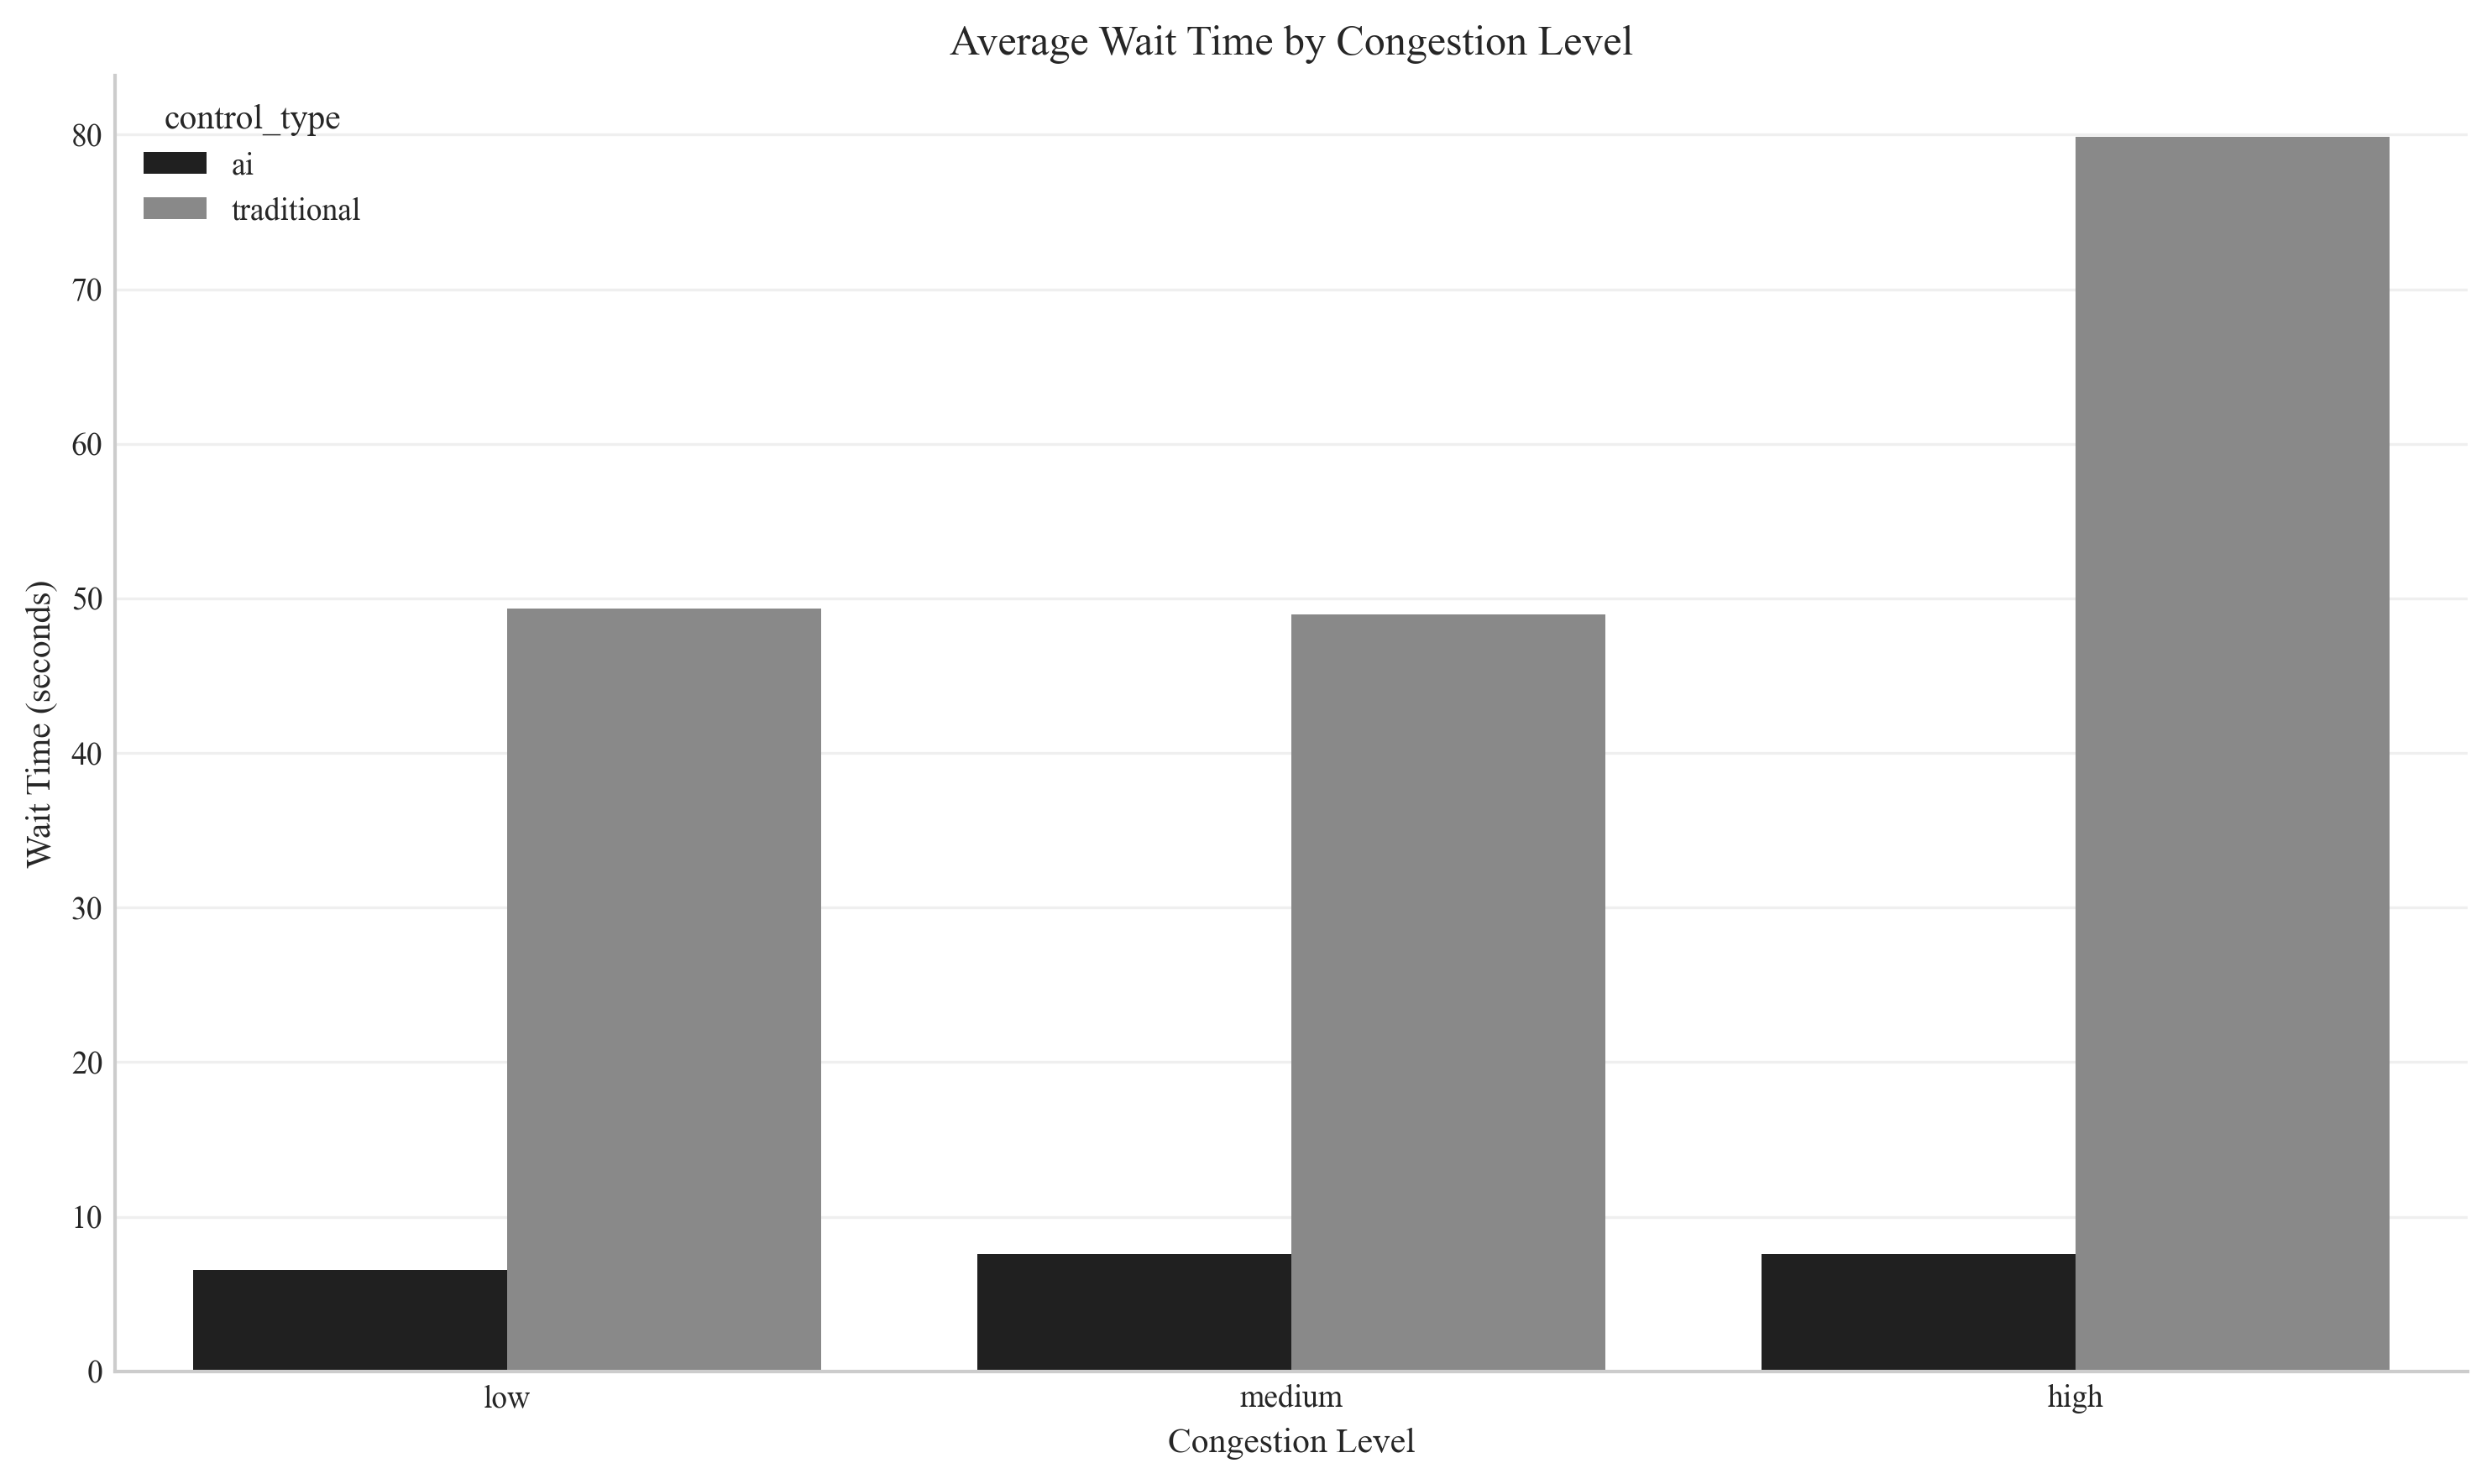 Average Wait Time by Congestion Level
control_type
ai
traditional
80
70
60
50
40
30
20
10
0
Wait Time (seconds)
low medium high
Congestion Level